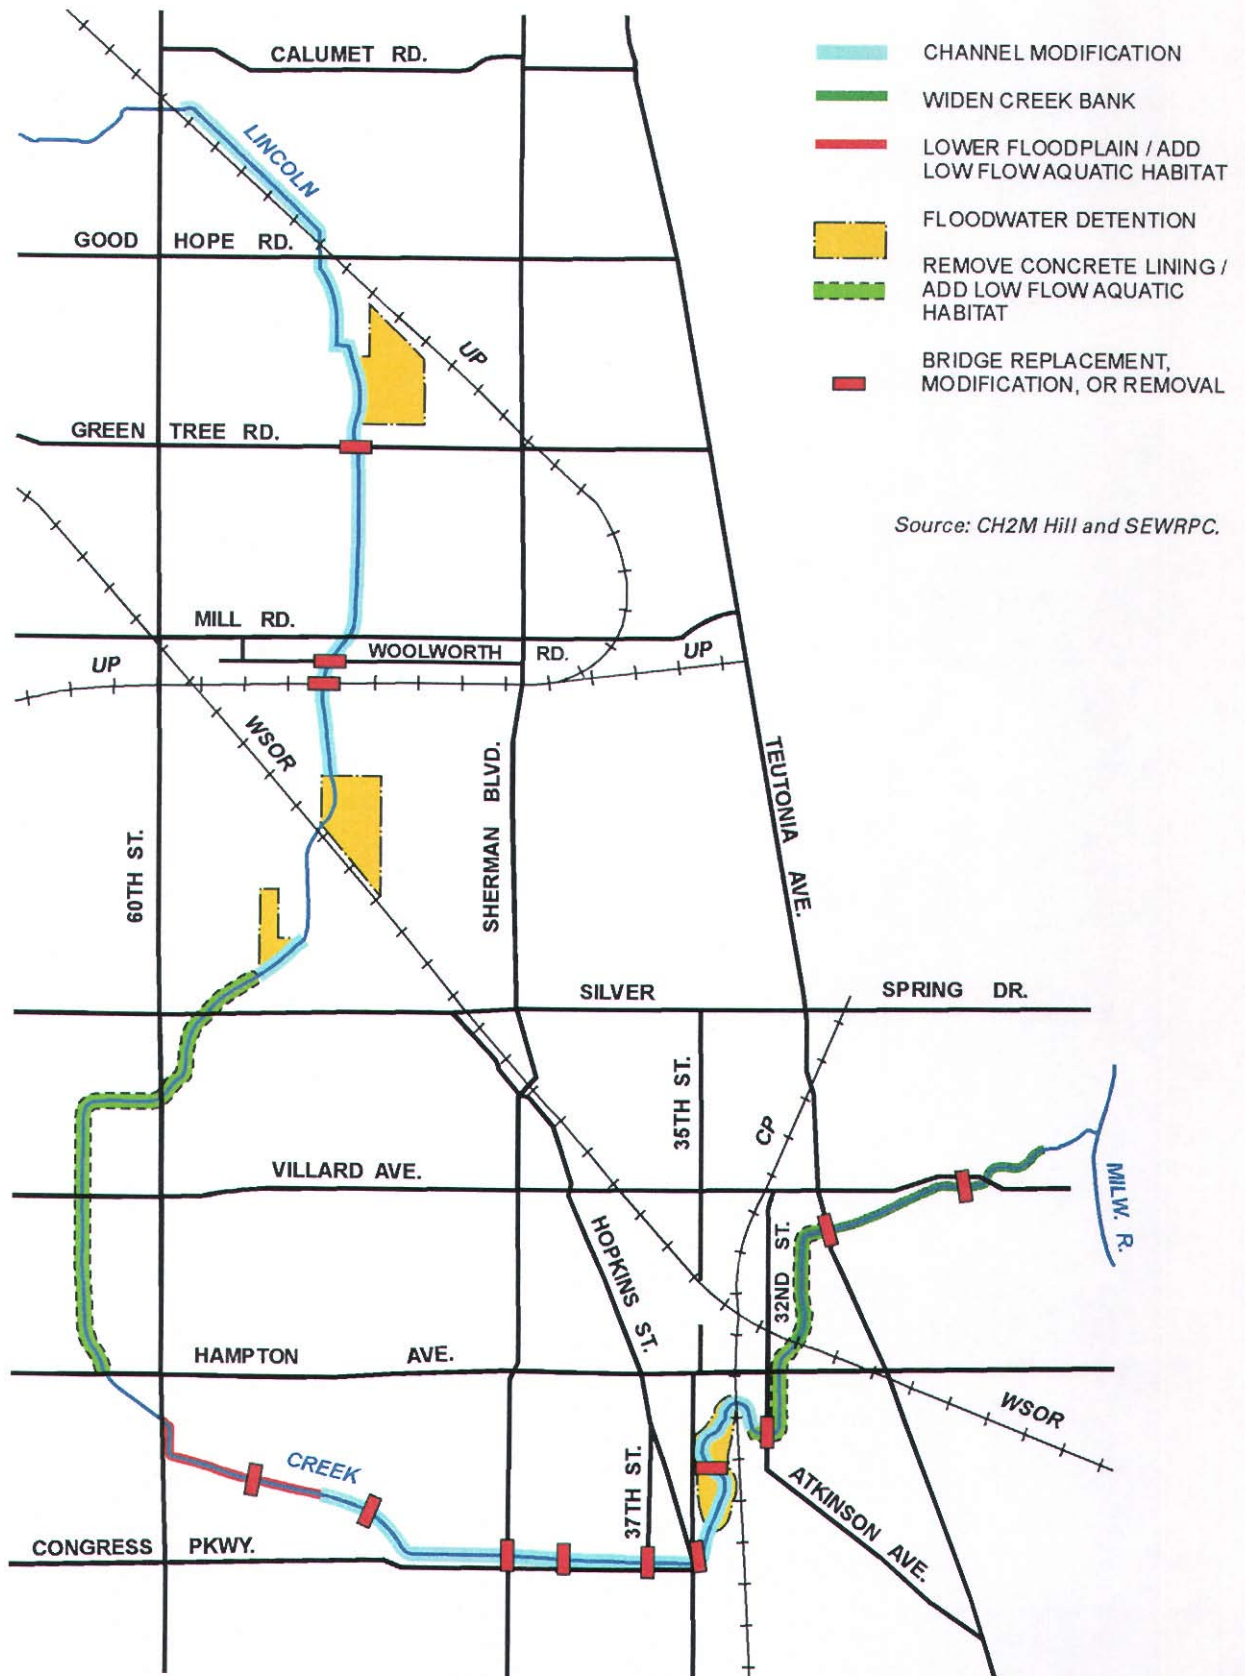 CALUMET RD.
LINCOLN
GOOD HOPE RD.
UP
GREEN TREE RD.
MILL RD.
WOOLWORTH RD.
UP
UP
WSOR
SHERMAN BLVD.
TEUTONIA AVE.
60TH ST.
SILVER SPRING DR.
35TH ST.
CP
VILLARD AVE.
MILW. R.
HOPKINS ST.
32ND ST.
HAMPTON AVE.
WSOR
CREEK
37TH ST.
ATKINSON AVE.
CONGRESS PKWY.
CHANNEL MODIFICATION
WIDEN CREEK BANK
LOWER FLOODPLAIN / ADD
LOW FLOW AQUATIC HABITAT
FLOODWATER DETENTION
REMOVE CONCRETE LINING /
ADD LOW FLOW AQUATIC
HABITAT
BRIDGE REPLACEMENT,
MODIFICATION, OR REMOVAL
Source: CH2M Hill and SEWRPC.